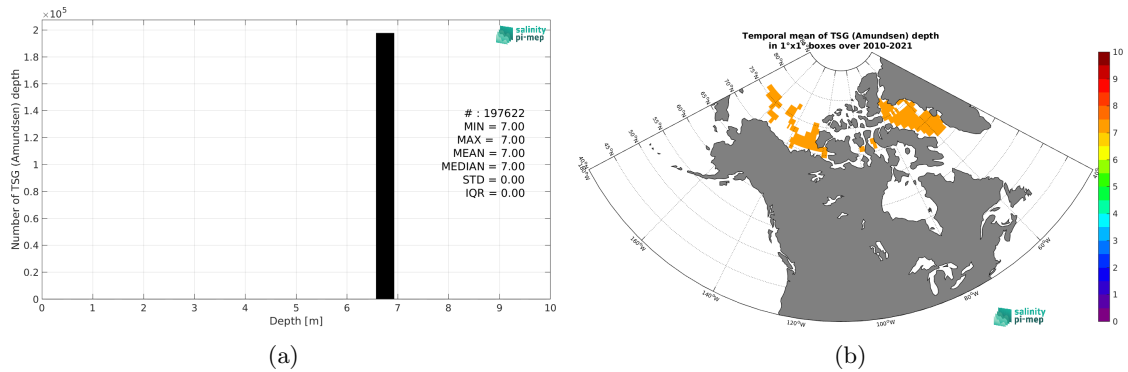 ×10⁵
2
1.8
1.6
1.4
1.2
1
0.8
0.6
0.4
0.2
0
Number of TSG (Amundsen) depth
salinity
pi-mep
# : 197622
MIN = 7.00
MAX = 7.00
MEAN = 7.00
MEDIAN = 7.00
STD = 0.00
IQR = 0.00
0 1 2 3 4 5 6 7 8 9 10
Depth [m]
(a)
Temporal mean of TSG (Amundsen) depth
in 1°x1° boxes over 2010-2021
75°N
70°N
65°N
60°N
55°N
50°N
45°N
180°W
160°W
140°W
120°W
100°W
80°W
60°W
10
9
8
7
6
5
4
3
2
1
0
salinity
pi-mep
(b)